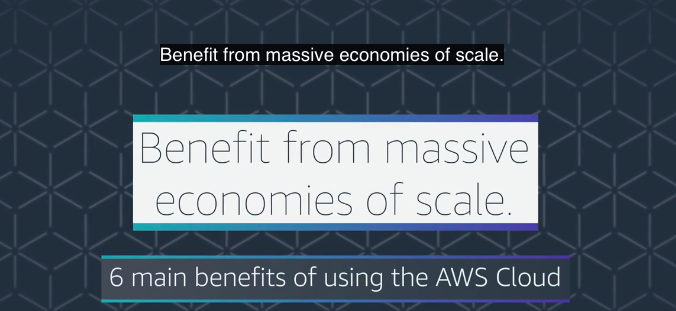 Benefit from massive economies of scale.
Benefit from massive
economies of scale.
6 main benefits of using the AWS Cloud